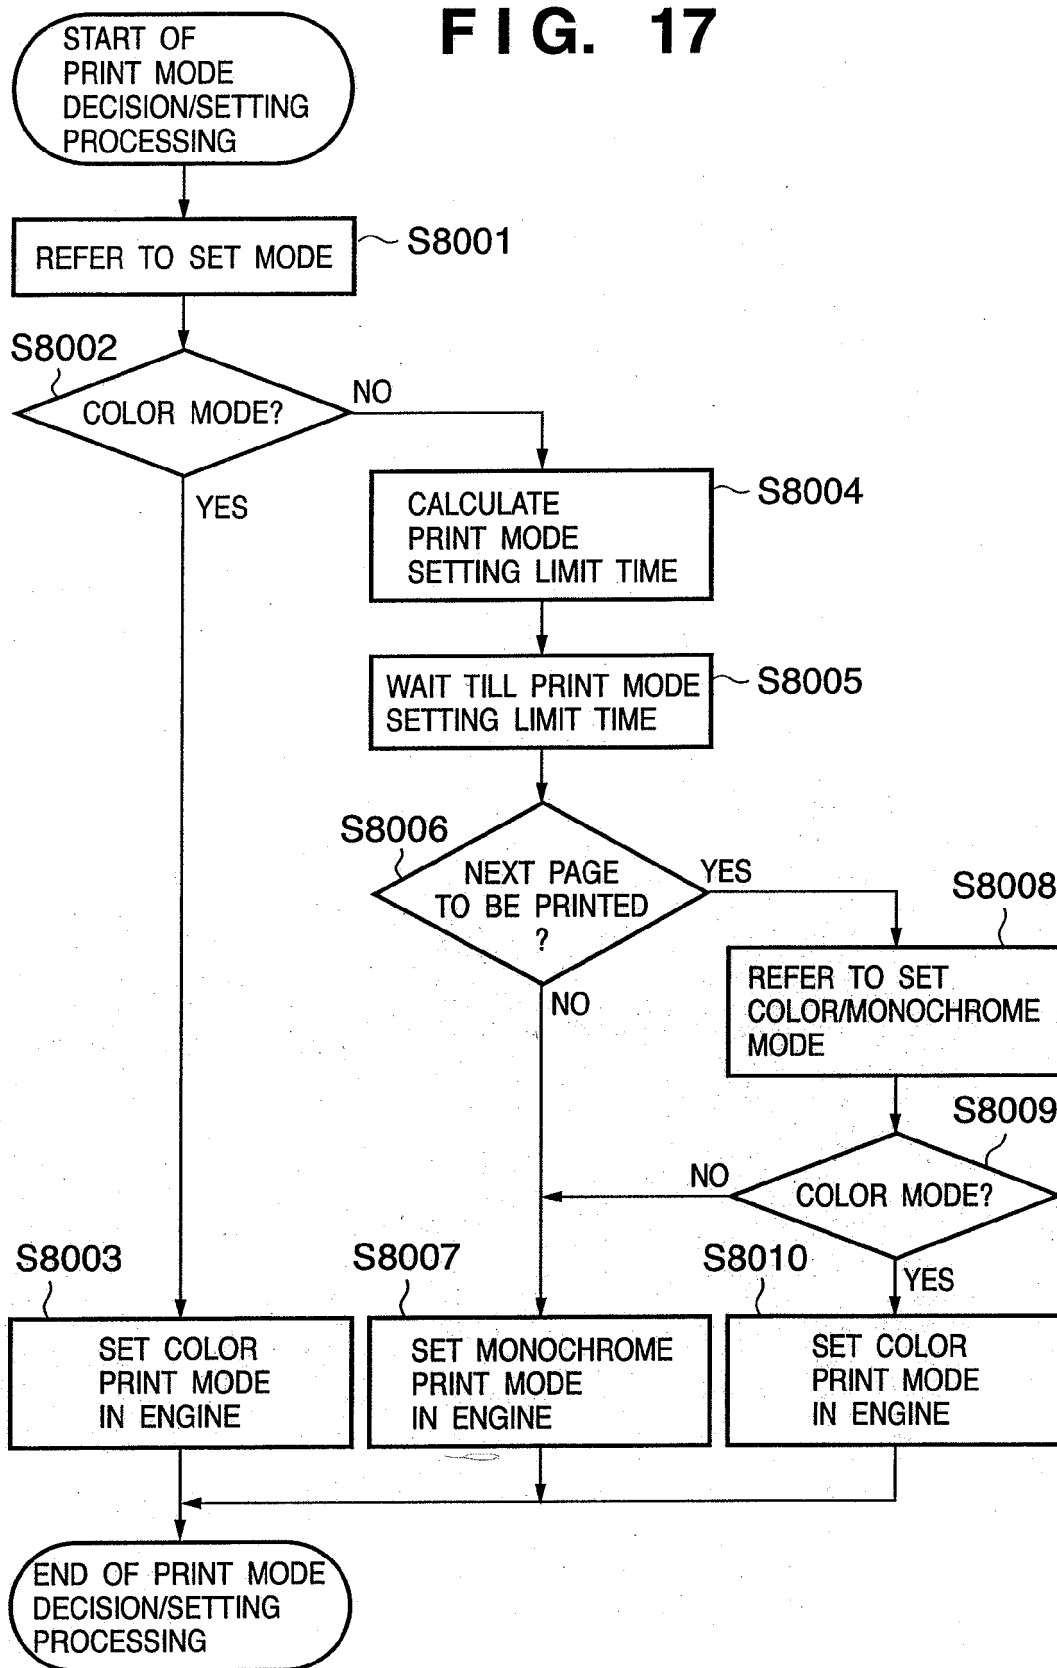 FIG. 17
START OF
PRINT MODE
DECISION/SETTING
PROCESSING
REFER TO SET MODE
S8001
S8002
COLOR MODE?
NO
YES
CALCULATE
PRINT MODE
SETTING LIMIT TIME
S8004
WAIT TILL PRINT MODE
SETTING LIMIT TIME
S8005
S8006
NEXT PAGE
TO BE PRINTED
?
YES
NO
S8008
REFER TO SET
COLOR/MONOCHROME
MODE
S8009
COLOR MODE?
NO
YES
S8003
SET COLOR
PRINT MODE
IN ENGINE
S8007
SET MONOCHROME
PRINT MODE
IN ENGINE
S8010
SET COLOR
PRINT MODE
IN ENGINE
END OF PRINT MODE
DECISION/SETTING
PROCESSING